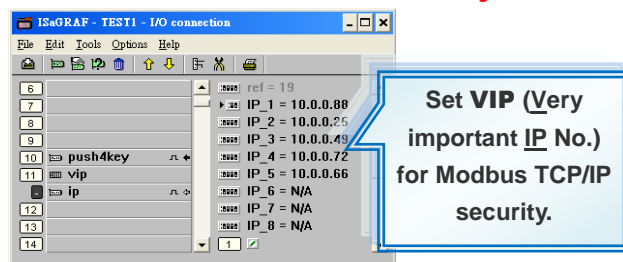 ISaGRAF - TEST1 - I/O connection
File Edit Tools Options Help
6
7
8
9
10 push4key
11 vip
ip
12
13
14
ref = 19
IP_1 = 10.0.0.88
IP_2 = 10.0.0.25
IP_3 = 10.0.0.49
IP_4 = 10.0.0.72
IP_5 = 10.0.0.66
IP_6 = N/A
IP_7 = N/A
IP_8 = N/A
1
Set VIP (Very
important IP No.)
for Modbus TCP/IP
security.